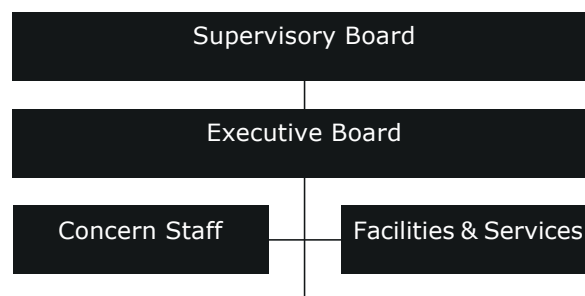 Supervisory Board
Executive Board
Concern Staff
Facilities & Services